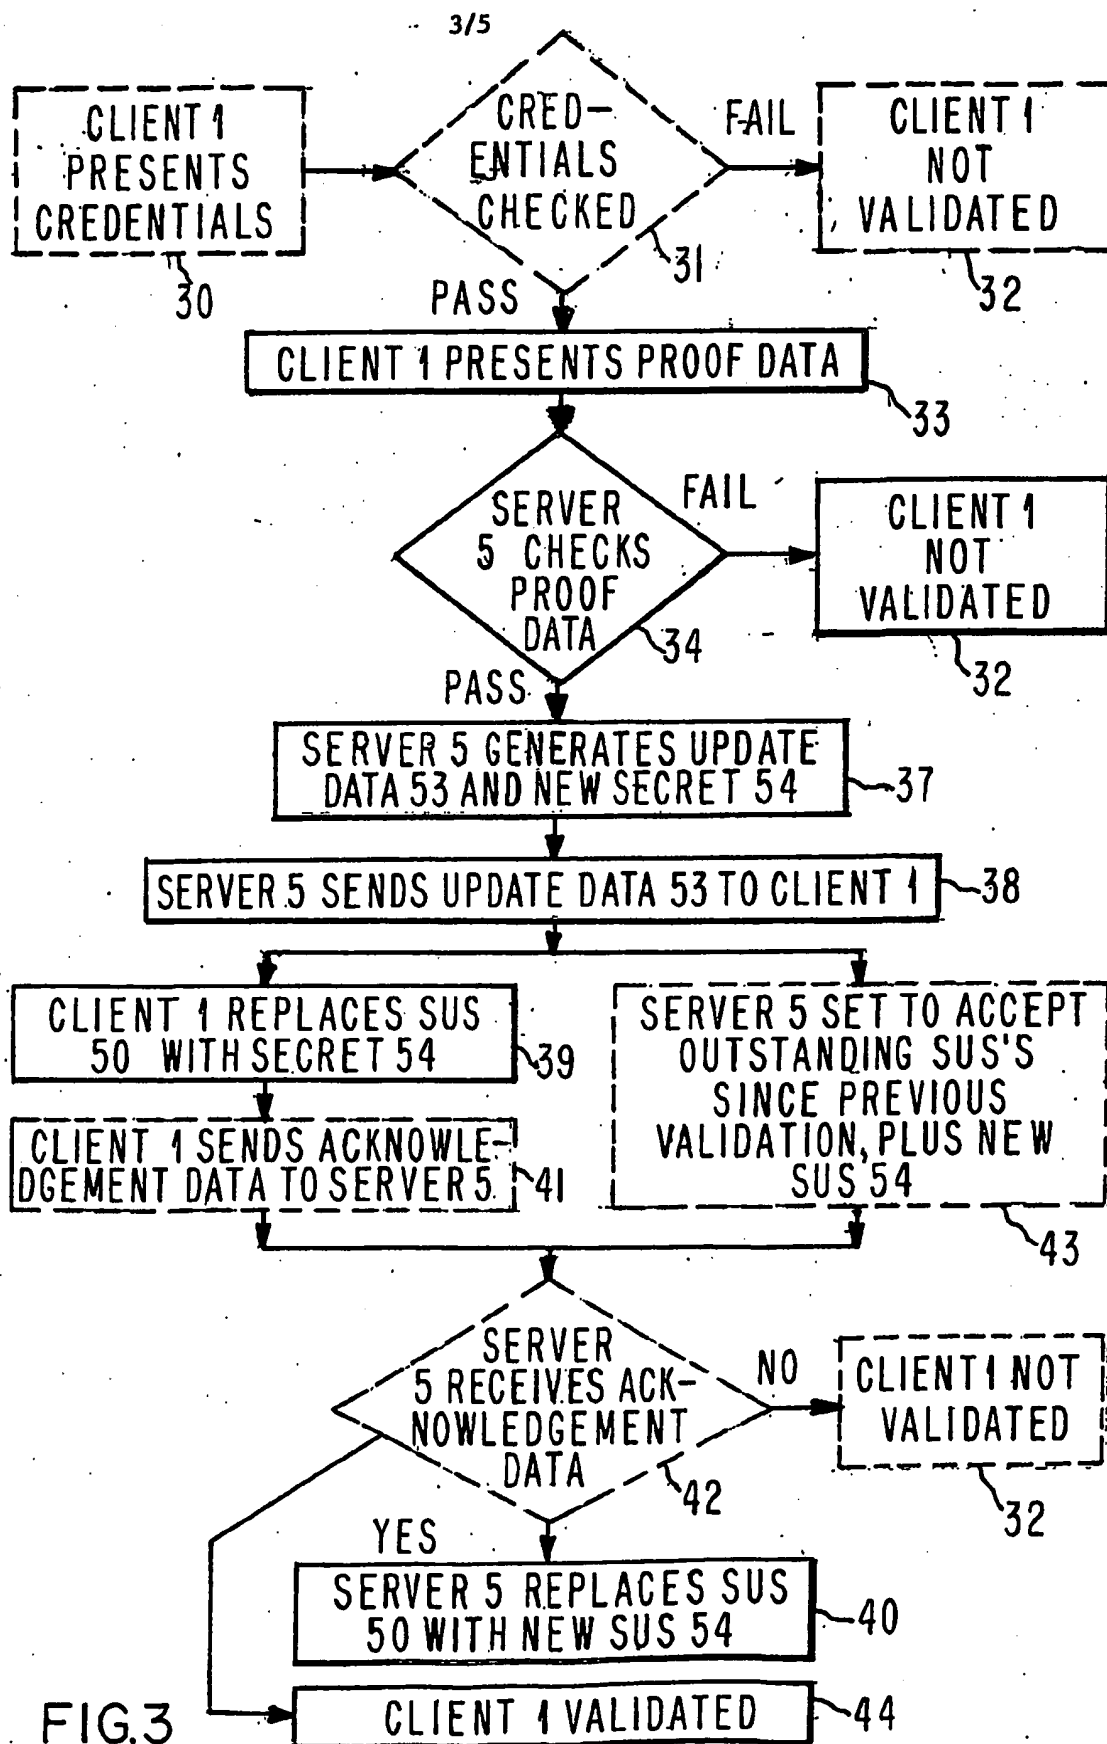 3/5
CLIENT 1
PRESENTS
CREDENTIALS
30
CRED-
ENTIALS
CHECKED
31
FAIL
CLIENT 1
NOT
VALIDATED
32
PASS
CLIENT 1 PRESENTS PROOF DATA
33
SERVER
5 CHECKS
PROOF
DATA
34
FAIL
CLIENT 1
NOT
VALIDATED
32
PASS
SERVER 5 GENERATES UPDATE
DATA 53 AND NEW SECRET 54
37
SERVER 5 SENDS UPDATE DATA 53 TO CLIENT 1
38
CLIENT 1 REPLACES SUS
50 WITH SECRET 54
39
CLIENT 1 SENDS ACKNOWLE-
DGEMENT DATA TO SERVER 5
41
SERVER 5 SET TO ACCEPT
OUTSTANDING SUS'S
SINCE PREVIOUS
VALIDATION, PLUS NEW
SUS 54
43
SERVER
5 RECEIVES ACK-
NOWLEDGEMENT
DATA
42
NO
CLIENT 1 NOT
VALIDATED
32
YES
SERVER 5 REPLACES SUS
50 WITH NEW SUS 54
40
CLIENT 1 VALIDATED
44
FIG.3